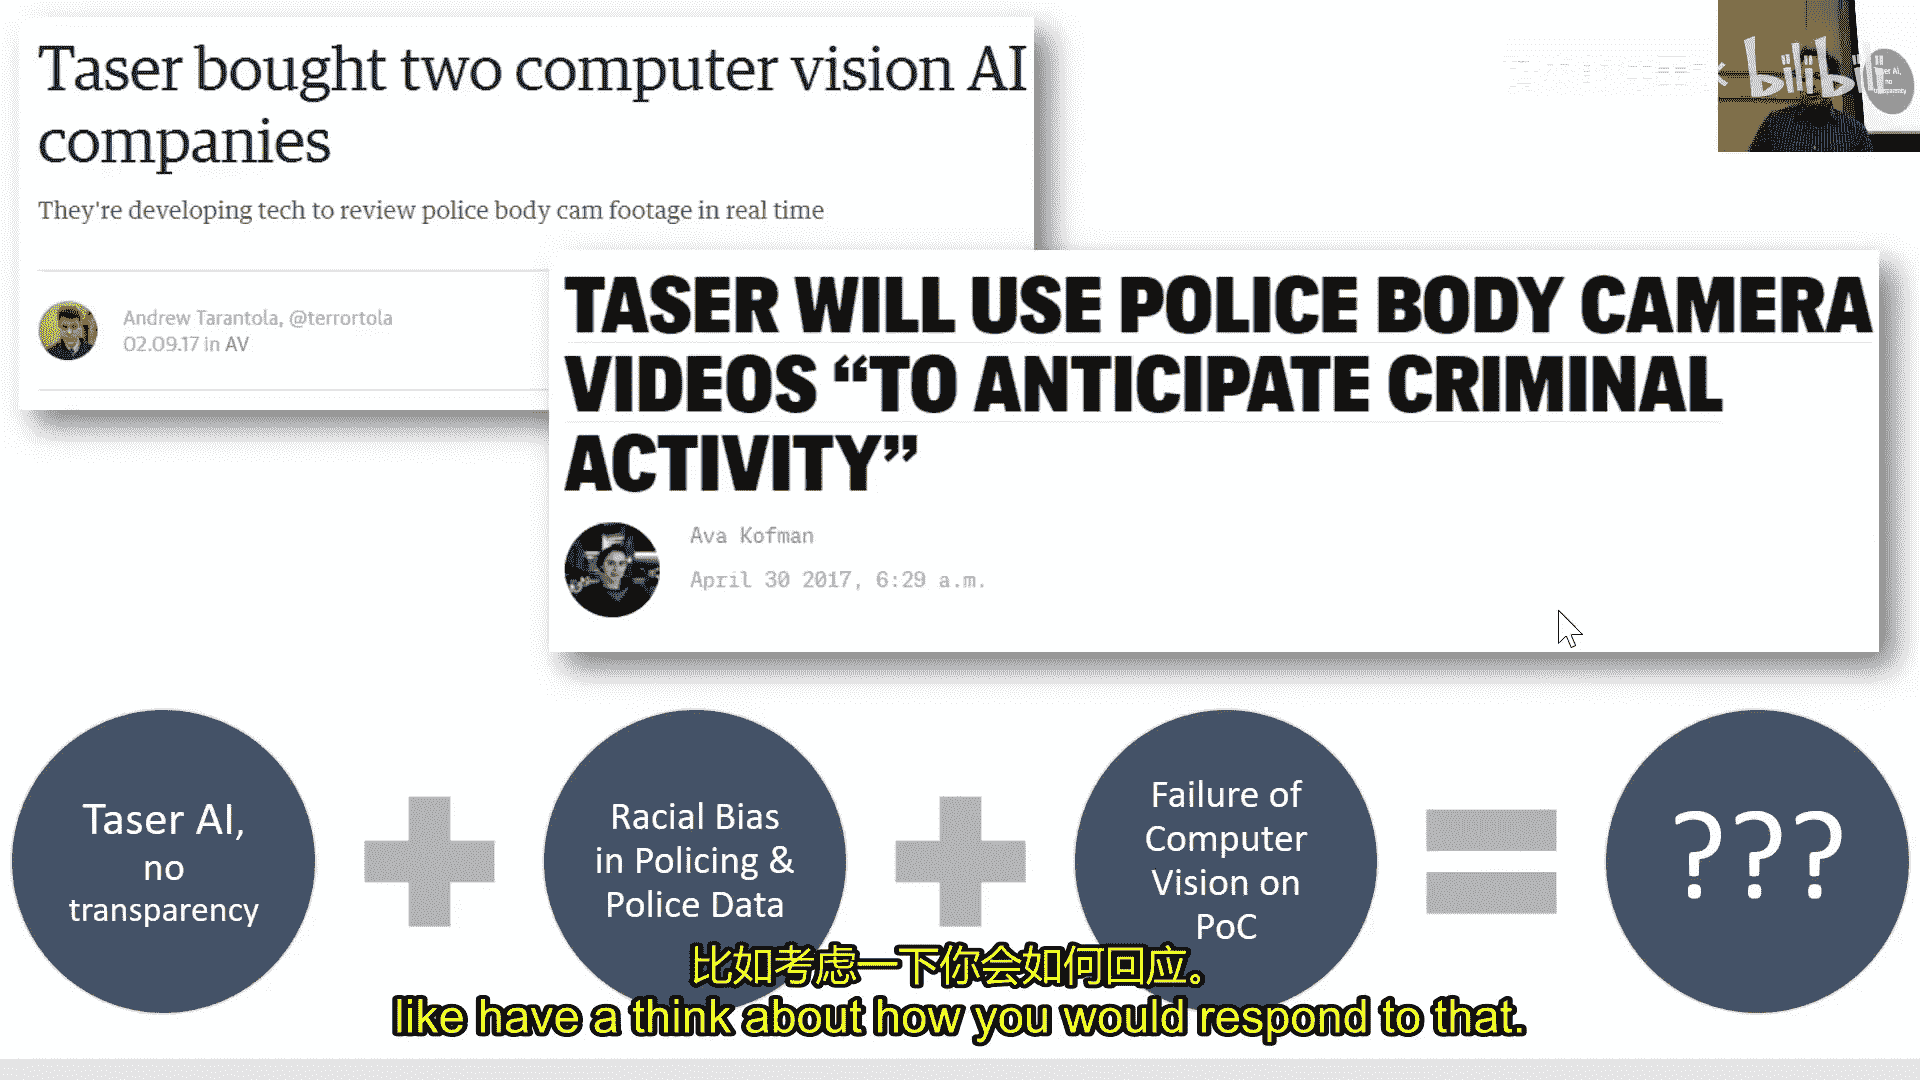 Taser bought two computer vision AI
companies
They're developing tech to review police body cam footage in real time
Andrew Tarantola, @terrortola
02.09.17 in AV
TASER WILL USE POLICE BODY CAMERA
VIDEOS “TO ANTICIPATE CRIMINAL
ACTIVITY”
Ava Kofman
April 30 2017, 6:29 a.m.
Taser AI,
no
transparency
Racial Bias
in Policing &
Police Data
Failure of
Computer
Vision on
PoC
???
比如考虑一下你会如何回应。
like have a think about how you would respond to that.
bilibili